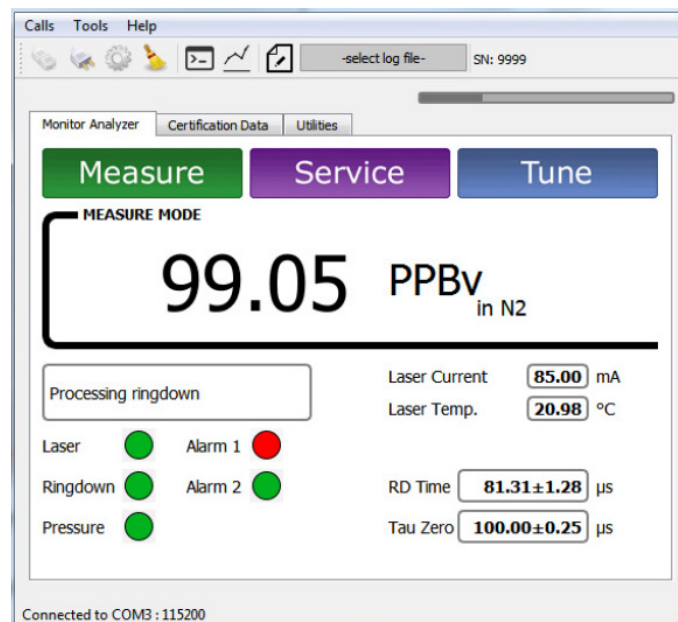 Calls Tools Help
-select log file- SN: 9999
Monitor Analyzer Certification Data Utilities
Measure Service Tune
MEASURE MODE
99.05 PPBv in N2
Processing ringdown
Laser Current 85.00 mA
Laser Temp. 20.98 °C
Laser Alarm 1
Ringdown Alarm 2 RD Time 81.31±1.28 µs
Pressure Tau Zero 100.00±0.25 µs
Connected to COM3 : 115200